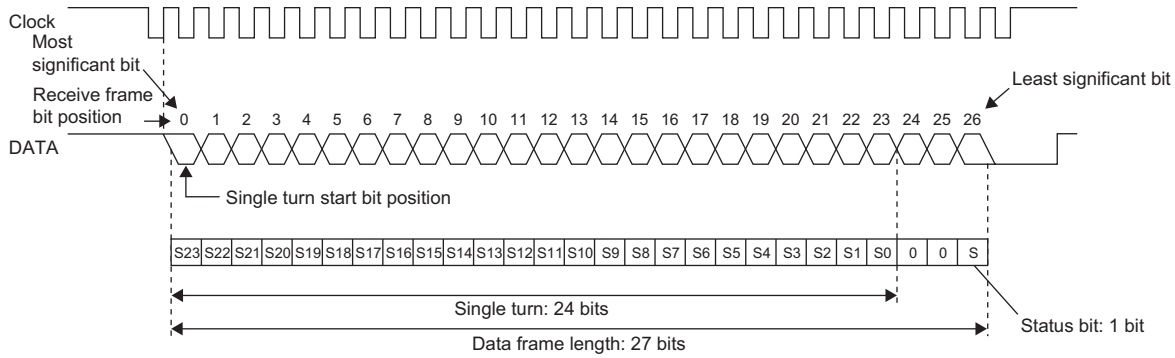 Clock
Most
significant bit
Least significant bit
Receive frame
bit position
0 1 2 3 4 5 6 7 8 9 10 11 12 13 14 15 16 17 18 19 20 21 22 23 24 25 26
DATA
Single turn start bit position
S23 S22 S21 S20 S19 S18 S17 S16 S15 S14 S13 S12 S11 S10 S9 S8 S7 S6 S5 S4 S3 S2 S1 S0 0 0 S
Single turn: 24 bits
Status bit: 1 bit
Data frame length: 27 bits